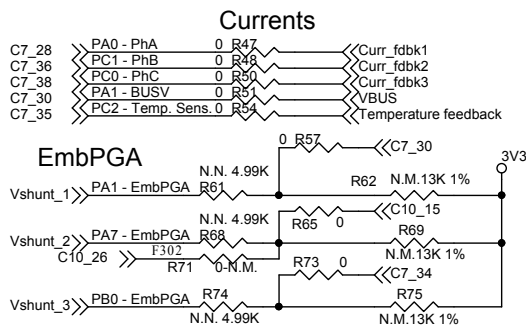 Currents
C7_28 PA0 - PhA 0 R47 Curr_fdbk1
C7_36 PC1 - PhB R48 Curr_fdbk2
C7_38 PC0 - PhC 0 R50 Curr_fdbk3
C7_30 PA1 - BUSV 0 R51 VBUS
C7_35 PC2 - Temp. Sens. 0 R54 Temperature feedback
EmbPGA
0 R57 C7_30
3V3
N.N. 4.99K R62 N.M.13K 1%
Vshunt_1 PA1 - EmbPGA R61
N.N. 4.99K R65 0 C10_15
Vshunt_2 PA7 - EmbPGA R68 R69
C10_26 F302 N.M.13K 1%
R71 0-N.M.
R73 0 C7_34
Vshunt_3 PB0 - EmbPGA R74 R75
N.N. 4.99K N.M.13K 1%